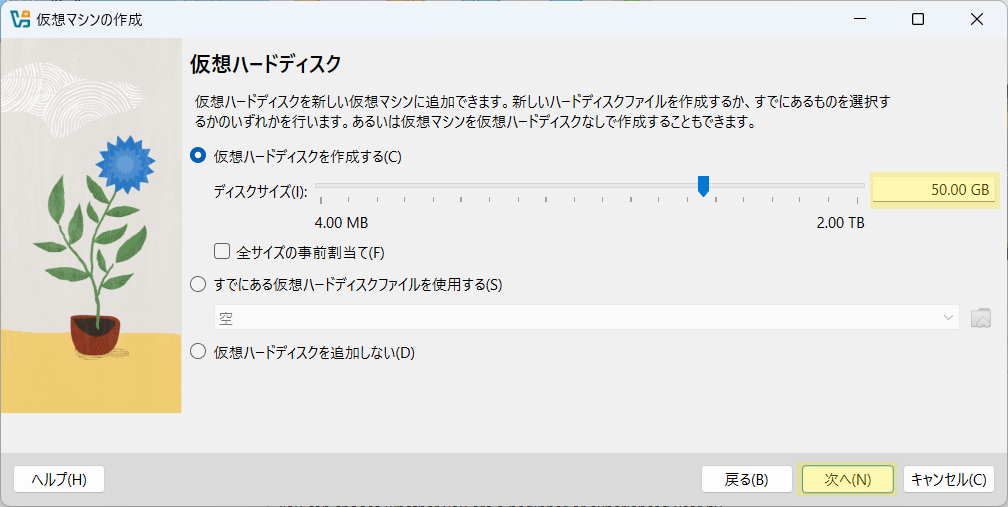 仮想マシンの作成
仮想ハードディスク
仮想ハードディスクを新しい仮想マシンに追加できます。新しいハードディスクファイルを作成するか、すでにあるものを選択す
るかのいずれかを行います。あるいは仮想マシンを仮想ハードディスクなしで作成することもできます。
仮想ハードディスクを作成する(C)
ディスクサイズ(I):
50.00 GB
4.00 MB
2.00 TB
全サイズの事前割当て(F)
すでにある仮想ハードディスクファイルを使用する(S)
空
仮想ハードディスクを追加しない(D)
ヘルプ(H)
戻る(B)
次へ(N)
キャンセル(C)